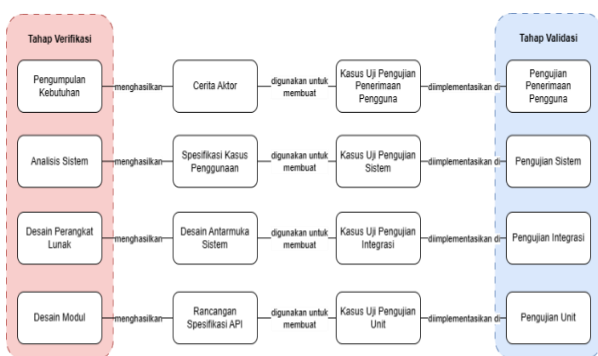 Tahap Verifikasi
Tahap Validasi
Pengumpulan
Kebutuhan
menghasilkan
Cerita Aktor
digunakan untuk
membuat
Kasus Uji Pengujian
Penerimaan
Pengguna
diimplementasikan di
Pengujian
Penerimaan
Pengguna
Analisis Sistem
menghasilkan
Spesifikasi Kasus
Penggunaan
digunakan untuk
membuat
Kasus Uji Pengujian
Sistem
diimplementasikan di
Pengujian Sistem
Desain Perangkat
Lunak
menghasilkan
Desain Antarmuka
Sistem
digunakan untuk
membuat
Kasus Uji Pengujian
Integrasi
diimplementasikan di
Pengujian Integrasi
Desain Modul
menghasilkan
Rancangan
Spesifikasi API
digunakan untuk
membuat
Kasus Uji Pengujian
Unit
diimplementasikan di
Pengujian Unit